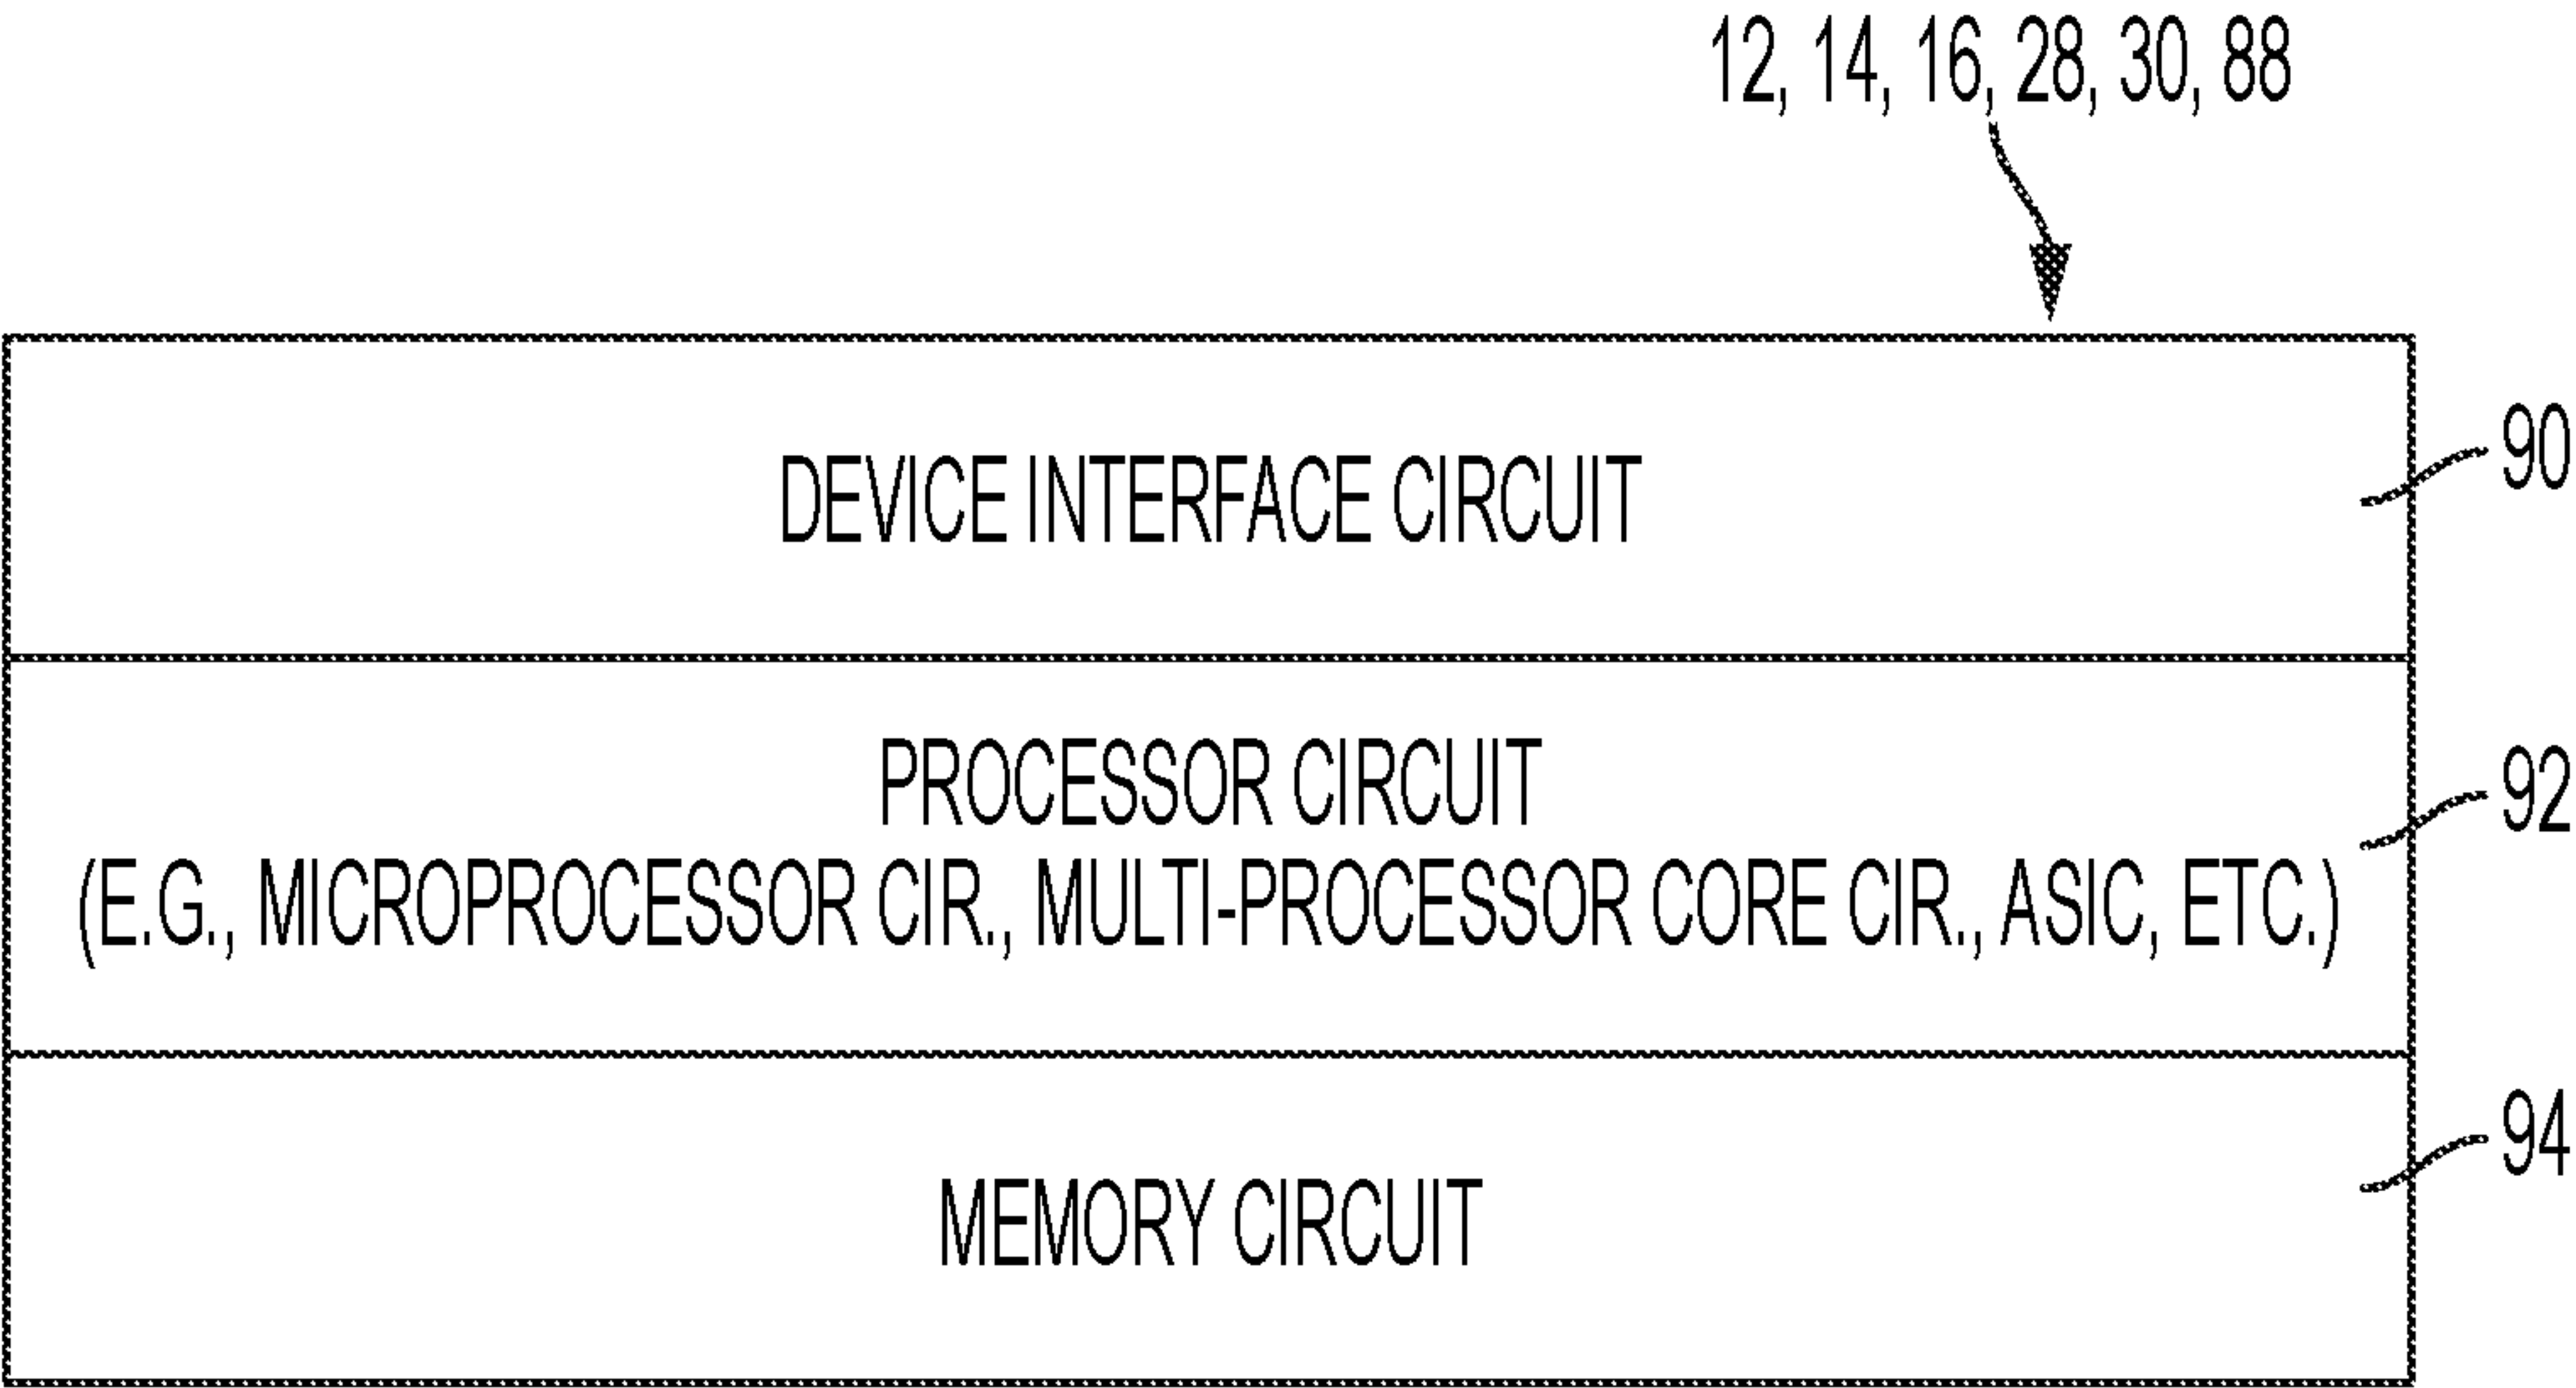 12, 14, 16, 28, 30, 88
DEVICE INTERFACE CIRCUIT
90
PROCESSOR CIRCUIT
(E.G., MICROPROCESSOR CIR., MULTI-PROCESSOR CORE CIR., ASIC, ETC.)
92
MEMORY CIRCUIT
94